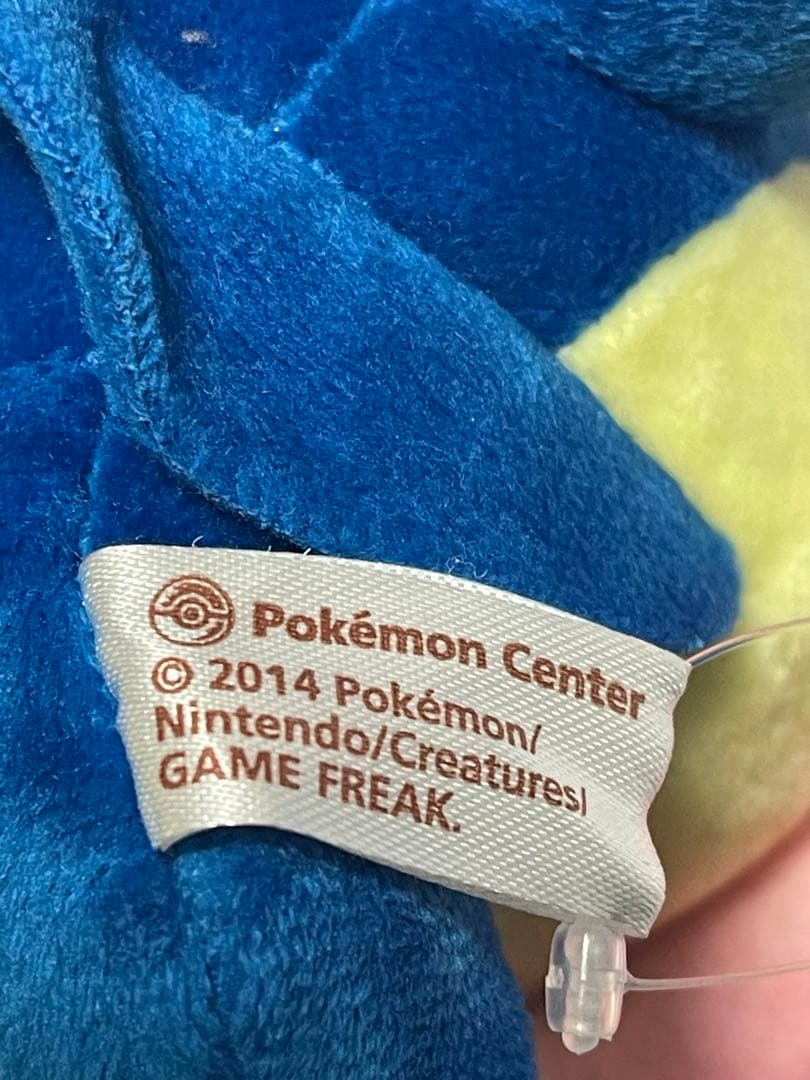 Pokémon Center
© 2014 Pokémon/
Nintendo/Creatures/
GAME FREAK.